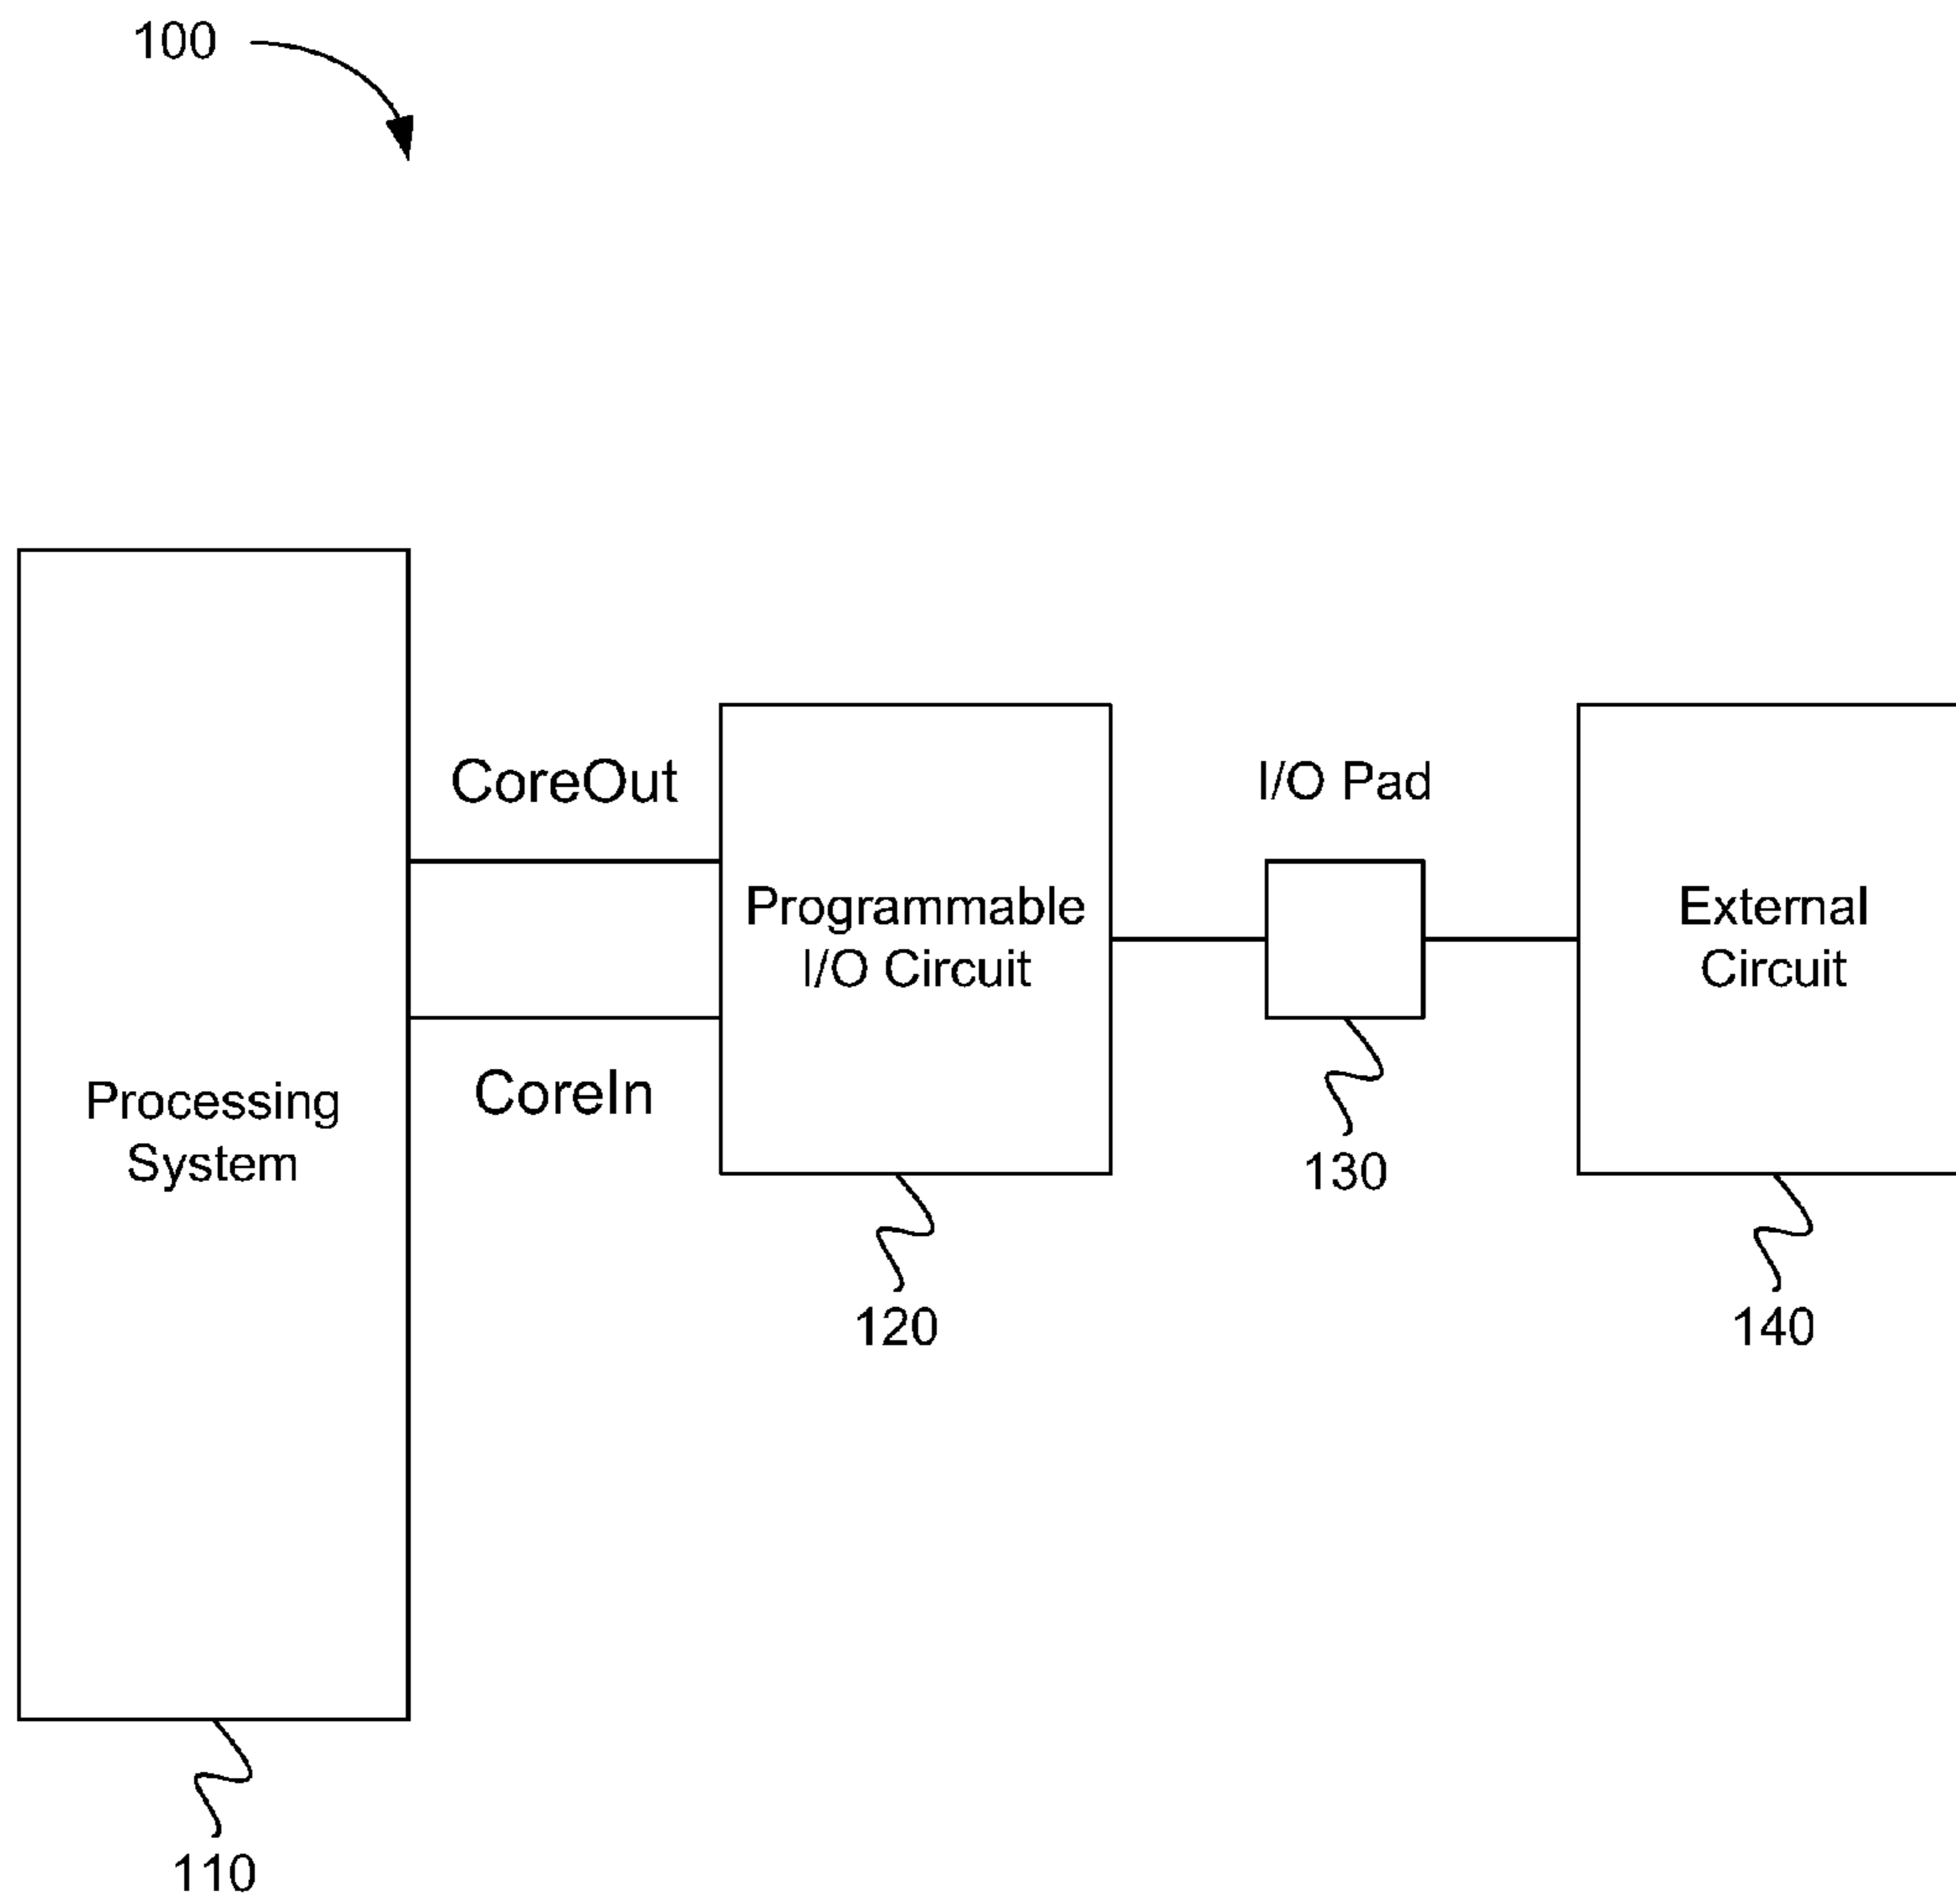 100
CoreOut
I/O Pad
Programmable
I/O Circuit
External
Circuit
Processing
System
CoreIn
130
120
140
110